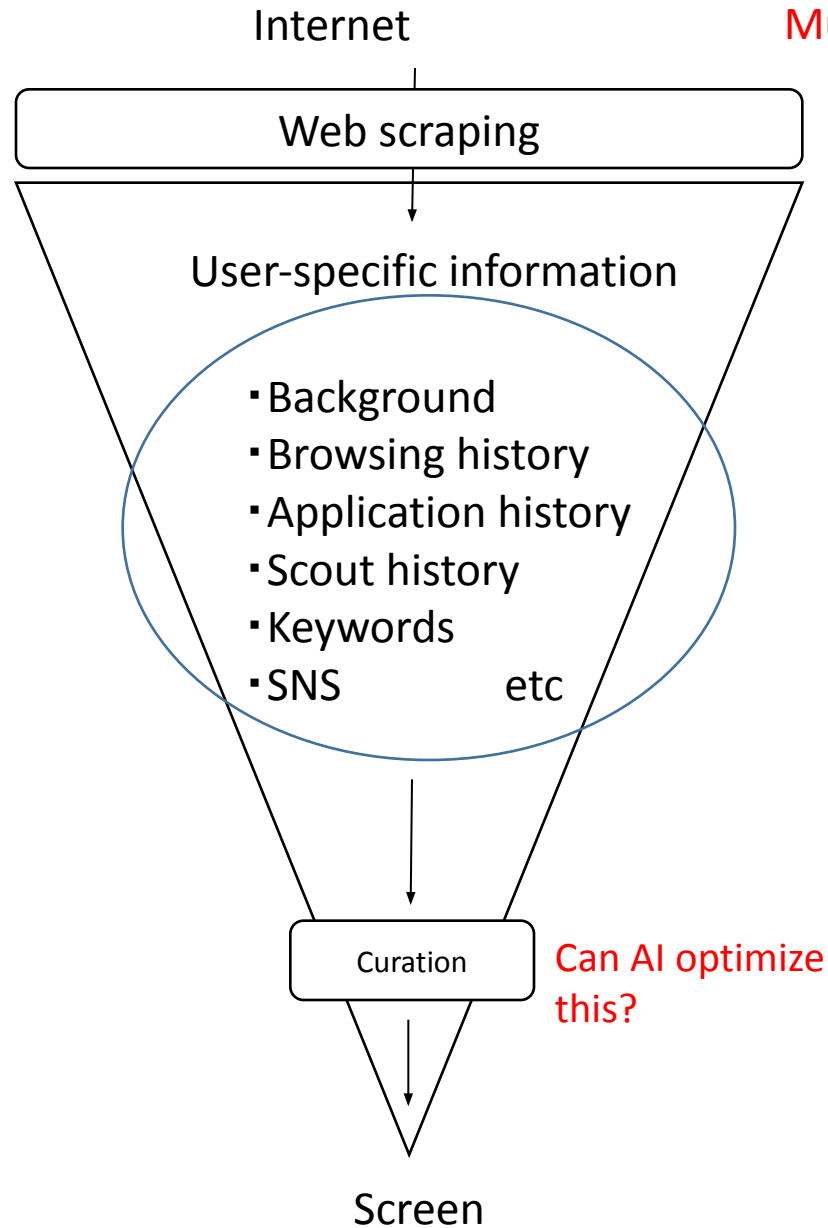 Internet
Web scraping
User-specific information
・Background
・Browsing history
・Application history
・Scout history
・Keywords
・SNS etc
Curation
Can AI optimize
this?
Screen